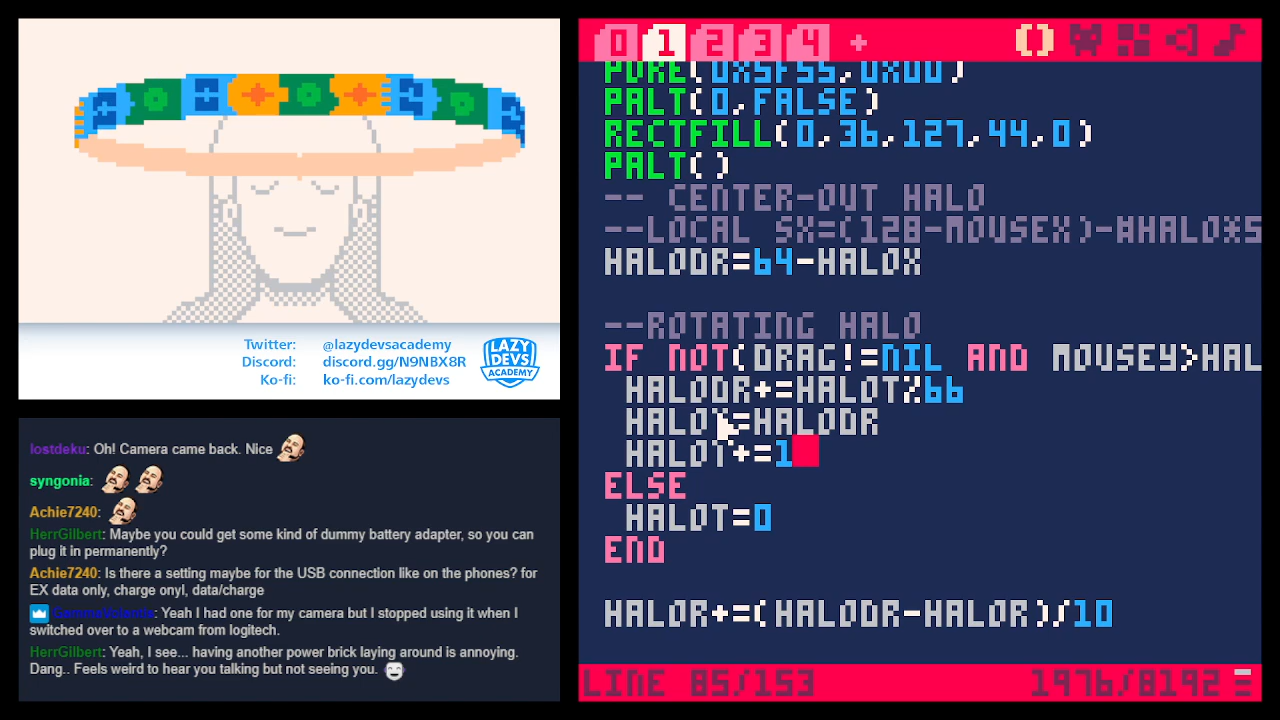 0 1 2 3 4 +
POKE(0X5F55,0X00)
PALT(0,FALSE)
RECTFILL(0,36,127,44,0)
PALT()
-- CENTER-OUT HALO
--LOCAL SX=(128-MOUSEX)-#HALO*S
HALODR=64-HALOX
--ROTATING HALO
IF NOT(DRAG!=NIL AND MOUSEY>HAL
HALODR+=HALOT%66
=HALODR
HALOT+=1
ELSE
HALOT=0
END
HALOR+=(HALODR-HALOR)/10
LINE 85/153
1976/8192
Twitter: @lazydevsacademy
Discord: discord.gg/N9NBX8R
Ko-fi: ko-fi.com/lazydevs
LAZY
DEVS
ACADEMY
lostdeku: Oh! Camera came back. Nice
syngonia:
Achie7240:
HerrGilbert: Maybe you could get some kind of dummy battery adapter, so you can
plug it in permanently?
Achie7240: Is there a setting maybe for the USB connection like on the phones? for
EX data only, charge onyl, data/charge
: Yeah I had one for my camera but I stopped using it when I
switched over to a webcam from logitech.
HerrGilbert: Yeah, I see... having another power brick laying around is annoying.
Dang.. Feels weird to hear you talking but not seeing you.